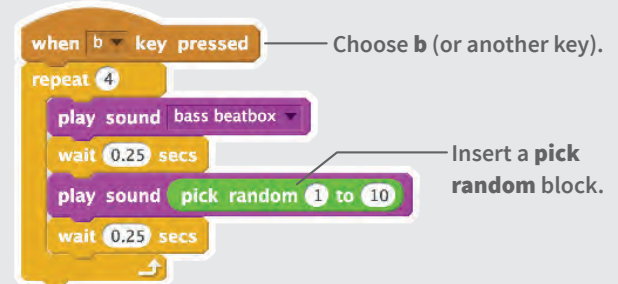 when b key pressed
Choose b (or another key).
repeat 4
play sound bass beatbox
wait 0.25 secs
Insert a pick
random block.
play sound pick random 1 to 10
wait 0.25 secs